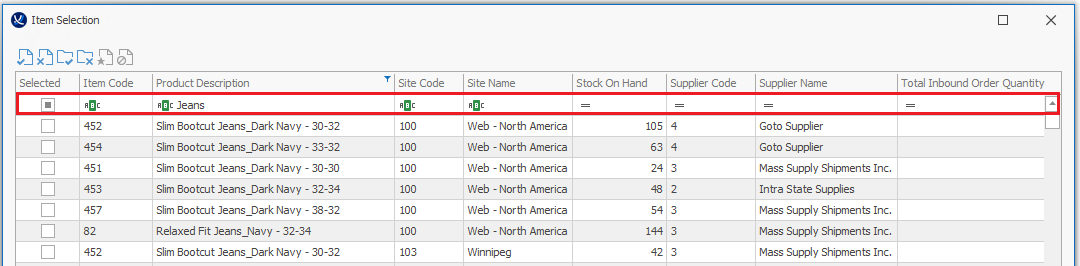 Item Selection
Selected Item Code Product Description Site Code Site Name Stock On Hand Supplier Code Supplier Name Total Inbound Order Quantity
ABC ABC Jeans ABC ABC = = = =
452 Slim Bootcut Jeans_Dark Navy - 30-32 100 Web - North America 105 4 Goto Supplier
454 Slim Bootcut Jeans_Dark Navy - 33-32 100 Web - North America 63 4 Goto Supplier
451 Slim Bootcut Jeans_Dark Navy - 30-30 100 Web - North America 24 3 Mass Supply Shipments Inc.
453 Slim Bootcut Jeans_Dark Navy - 32-34 100 Web - North America 48 2 Intra State Supplies
457 Slim Bootcut Jeans_Dark Navy - 38-32 100 Web - North America 54 3 Mass Supply Shipments Inc.
82 Relaxed Fit Jeans_Navy - 32-34 100 Web - North America 144 3 Mass Supply Shipments Inc.
452 Slim Bootcut Jeans_Dark Navy - 30-32 103 Winnipeg 42 3 Mass Supply Shipments Inc.